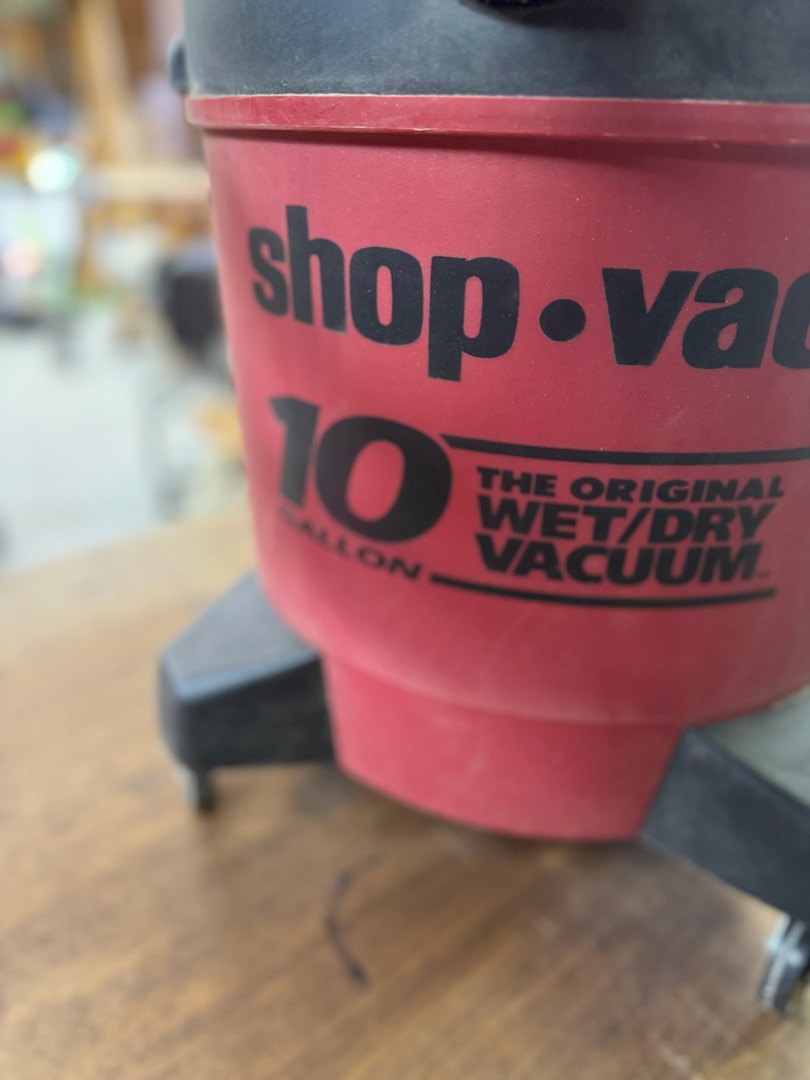 shop•vac
10
GALLON
THE ORIGINAL
WET/DRY
VACUUM